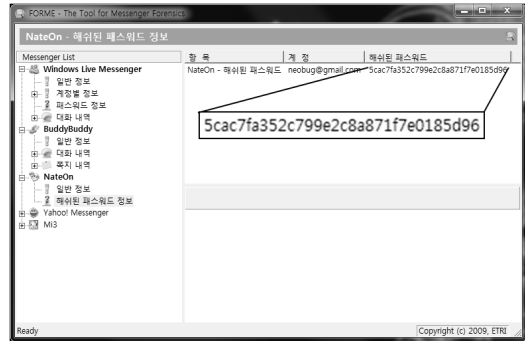 FORME - The Tool for Messenger Forensics
NateOn - 해쉬된 패스워드 정보
Messenger List
항 목
계 정
해쉬된 패스워드
Windows Live Messenger
일반 정보
계정별 정보
패스워드 정보
대화 내역
BuddyBuddy
일반 정보
대화 내역
쪽지 내역
NateOn
일반 정보
해쉬된 패스워드 정보
Yahoo! Messenger
Mi3
NateOn - 해쉬된 패스워드 neobug@gmail.com 5cac7fa352c799e2c8a871f7e0185d96
5cac7fa352c799e2c8a871f7e0185d96
Ready
Copyright (c) 2009, ETRI